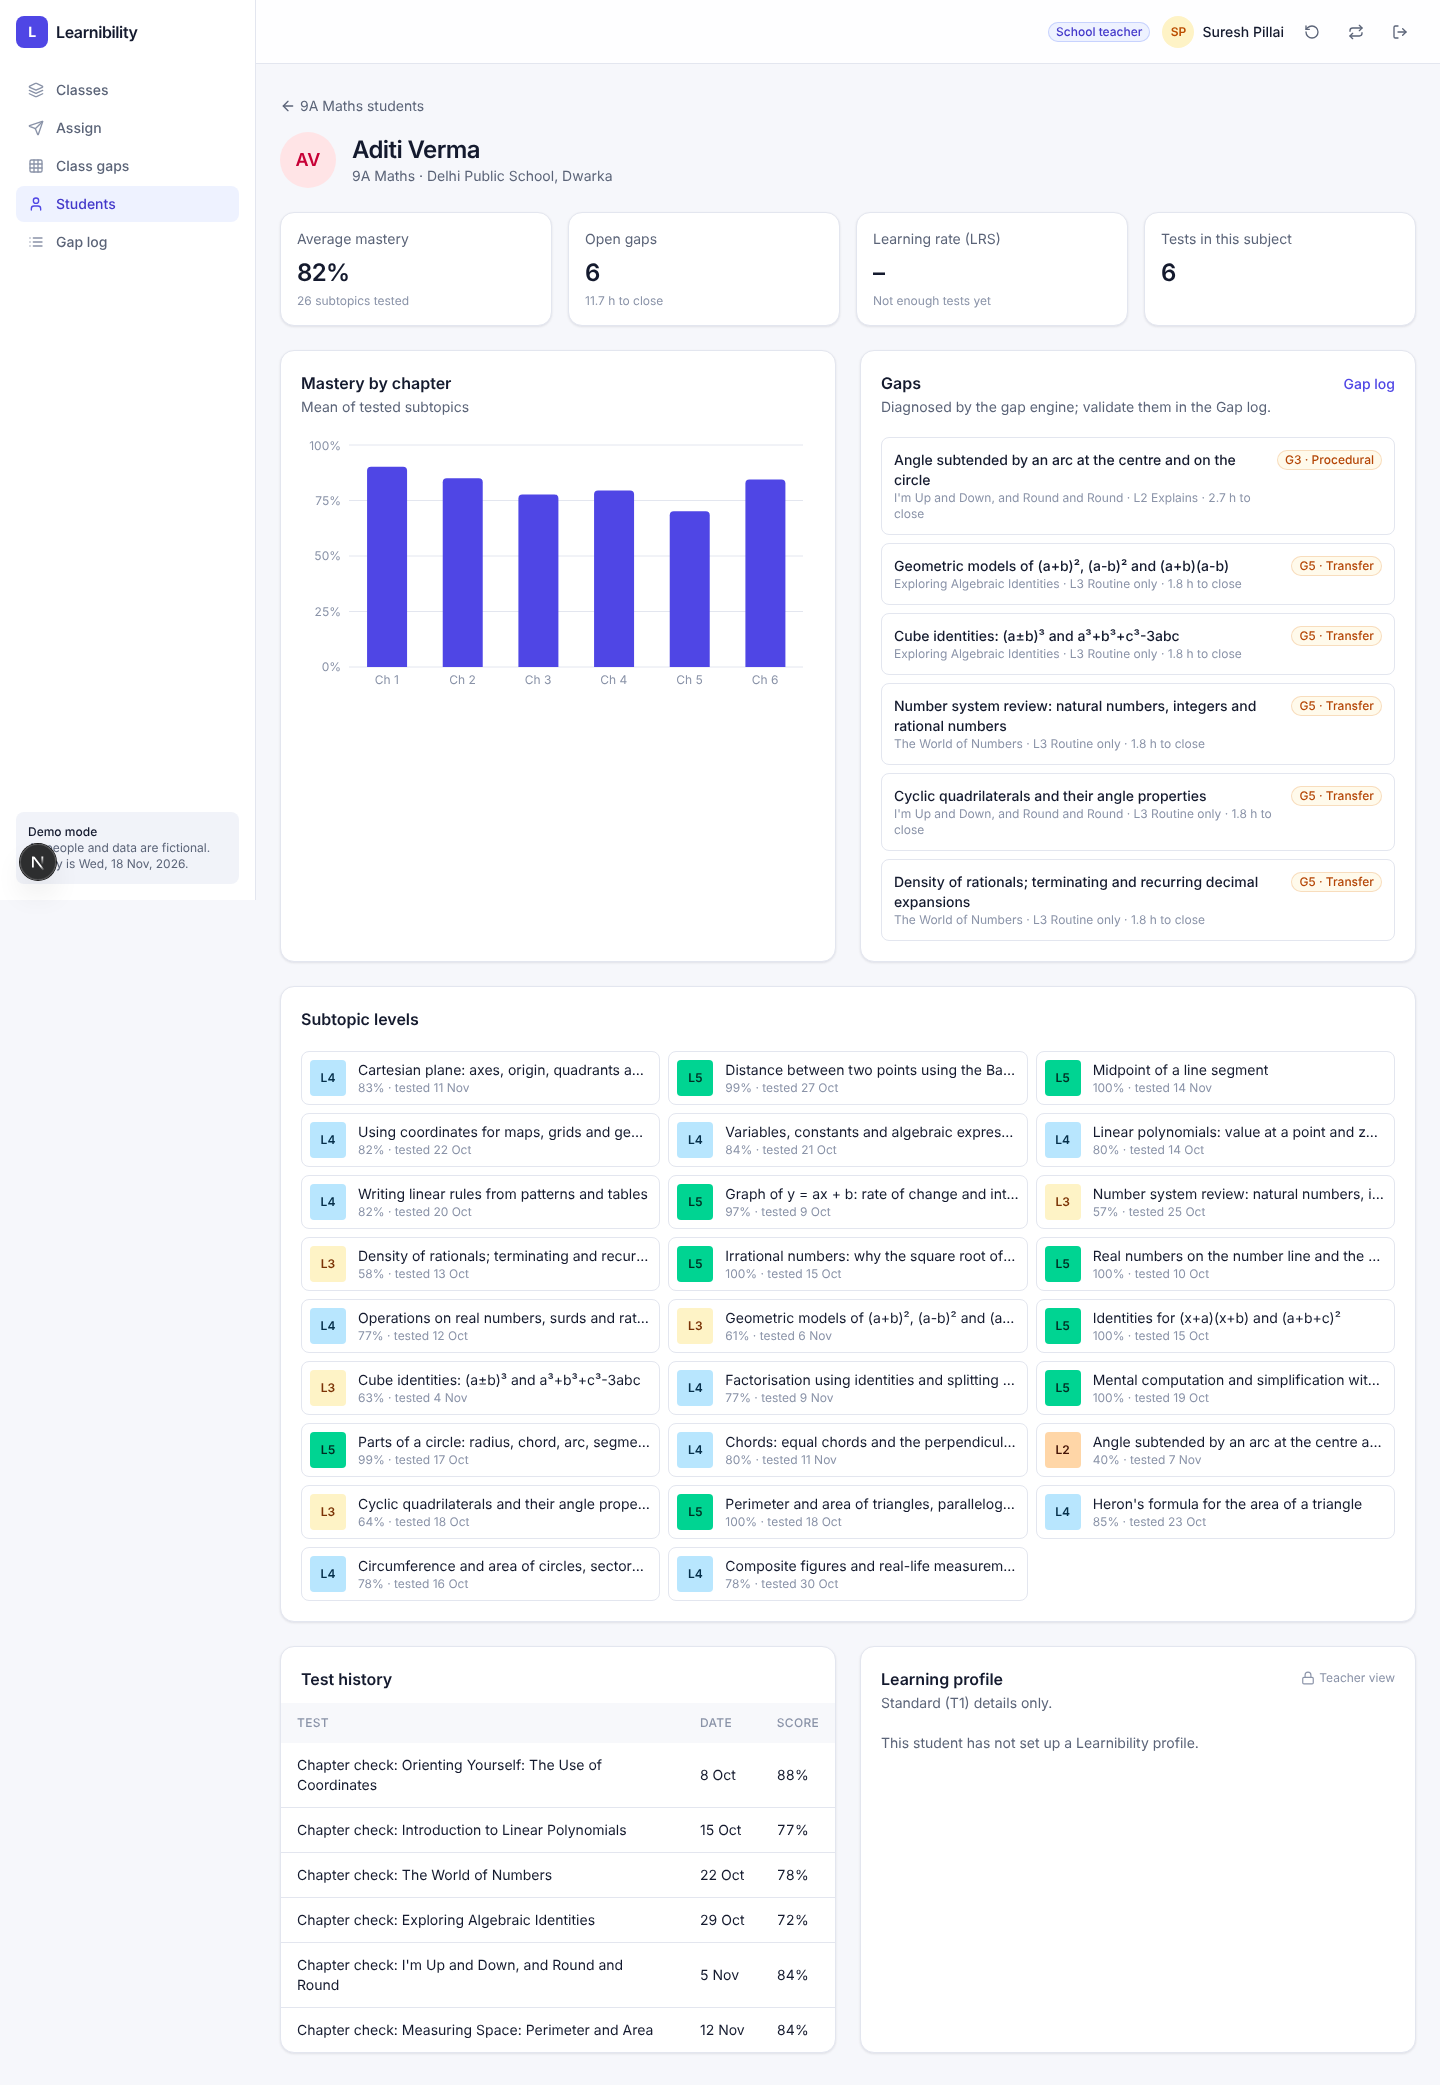 L
Learnibility
School teacher
SP
Suresh Pillai
Classes
Assign
Class gaps
Students
Gap log
Demo mode
people and data are fictional.
is Wed, 18 Nov, 2026.
N
9A Maths students
AV
Aditi Verma
9A Maths · Delhi Public School, Dwarka
Average mastery
82%
26 subtopics tested
Open gaps
6
11.7 h to close
Learning rate (LRS)
–
Not enough tests yet
Tests in this subject
6
Mastery by chapter
Mean of tested subtopics
100%
75%
50%
25%
0%
Ch 1
Ch 2
Ch 3
Ch 4
Ch 5
Ch 6
Gaps
Gap log
Diagnosed by the gap engine; validate them in the Gap log.
Angle subtended by an arc at the centre and on the
circle
G3 · Procedural
I'm Up and Down, and Round and Round · L2 Explains · 2.7 h to
close
Geometric models of (a+b)², (a-b)² and (a+b)(a-b)
G5 · Transfer
Exploring Algebraic Identities · L3 Routine only · 1.8 h to close
Cube identities: (a±b)³ and a³+b³+c³-3abc
G5 · Transfer
Exploring Algebraic Identities · L3 Routine only · 1.8 h to close
Number system review: natural numbers, integers and
rational numbers
G5 · Transfer
The World of Numbers · L3 Routine only · 1.8 h to close
Cyclic quadrilaterals and their angle properties
G5 · Transfer
I'm Up and Down, and Round and Round · L3 Routine only · 1.8 h to
close
Density of rationals; terminating and recurring decimal
expansions
G5 · Transfer
The World of Numbers · L3 Routine only · 1.8 h to close
Subtopic levels
L4
Cartesian plane: axes, origin, quadrants a...
83% · tested 11 Nov
L5
Distance between two points using the Ba...
99% · tested 27 Oct
L5
Midpoint of a line segment
100% · tested 14 Nov
L4
Using coordinates for maps, grids and ge...
82% · tested 22 Oct
L4
Variables, constants and algebraic expres...
84% · tested 21 Oct
L4
Linear polynomials: value at a point and z...
80% · tested 14 Oct
L4
Writing linear rules from patterns and tables
82% · tested 20 Oct
L5
Graph of y = ax + b: rate of change and int...
97% · tested 9 Oct
L3
Number system review: natural numbers, i...
57% · tested 25 Oct
L3
Density of rationals; terminating and recur...
58% · tested 13 Oct
L5
Irrational numbers: why the square root of...
100% · tested 15 Oct
L5
Real numbers on the number line and the ...
100% · tested 10 Oct
L4
Operations on real numbers, surds and rat...
77% · tested 12 Oct
L3
Geometric models of (a+b)², (a-b)² and (a...
61% · tested 6 Nov
L5
Identities for (x+a)(x+b) and (a+b+c)²
100% · tested 15 Oct
L3
Cube identities: (a±b)³ and a³+b³+c³-3abc
63% · tested 4 Nov
L4
Factorisation using identities and splitting ...
77% · tested 9 Nov
L5
Mental computation and simplification wit...
100% · tested 19 Oct
L5
Parts of a circle: radius, chord, arc, segme...
99% · tested 17 Oct
L4
Chords: equal chords and the perpendicul...
80% · tested 11 Nov
L2
Angle subtended by an arc at the centre a...
40% · tested 7 Nov
L3
Cyclic quadrilaterals and their angle prope...
64% · tested 18 Oct
L5
Perimeter and area of triangles, parallelog...
100% · tested 18 Oct
L4
Heron's formula for the area of a triangle
85% · tested 23 Oct
L4
Circumference and area of circles, sector...
78% · tested 16 Oct
L4
Composite figures and real-life measurem...
78% · tested 30 Oct
Test history
TEST DATE SCORE
Chapter check: Orienting Yourself: The Use of
Coordinates
8 Oct 88%
Chapter check: Introduction to Linear Polynomials 15 Oct 77%
Chapter check: The World of Numbers 22 Oct 78%
Chapter check: Exploring Algebraic Identities 29 Oct 72%
Chapter check: I'm Up and Down, and Round and
Round
5 Nov 84%
Chapter check: Measuring Space: Perimeter and Area 12 Nov 84%
Learning profile
Teacher view
Standard (T1) details only.
This student has not set up a Learnibility profile.